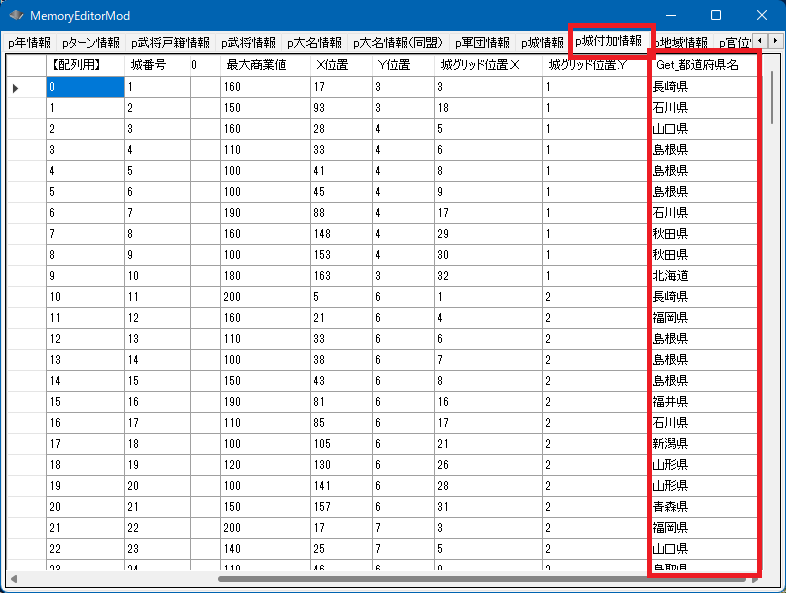 MemoryEditorMod
p年情報 pターン情報 p武将戸籍情報 p武将情報 p大名情報 p大名情報(同盟) p軍団情報 p城情報 p城付加情報 p地域情報 p官位
【配列用】 城番号 0 最大商業値 X位置 Y位置 城グリッド位置.X 城グリッド位置.Y Get_都道府県名
0 1 160 17 3 3 1 長崎県
1 2 150 93 3 18 1 石川県
2 3 160 28 4 5 1 山口県
3 4 110 33 4 6 1 島根県
4 5 100 41 4 8 1 島根県
5 6 100 45 4 9 1 島根県
6 7 190 88 4 17 1 石川県
7 8 160 148 4 29 1 秋田県
8 9 100 153 4 30 1 秋田県
9 10 180 163 3 32 1 北海道
10 11 200 5 6 1 2 長崎県
11 12 160 21 6 4 2 福岡県
12 13 110 33 6 6 2 島根県
13 14 100 38 6 7 2 島根県
14 15 150 43 6 8 2 島根県
15 16 190 81 6 16 2 福井県
16 17 110 85 6 17 2 石川県
17 18 100 105 6 21 2 新潟県
18 19 120 130 6 26 2 山形県
19 20 100 141 6 28 2 山形県
20 21 150 157 6 31 2 青森県
21 22 200 17 7 3 2 福岡県
22 23 140 25 7 5 2 山口県
23 24 110 46 6 9 2 鳥取県